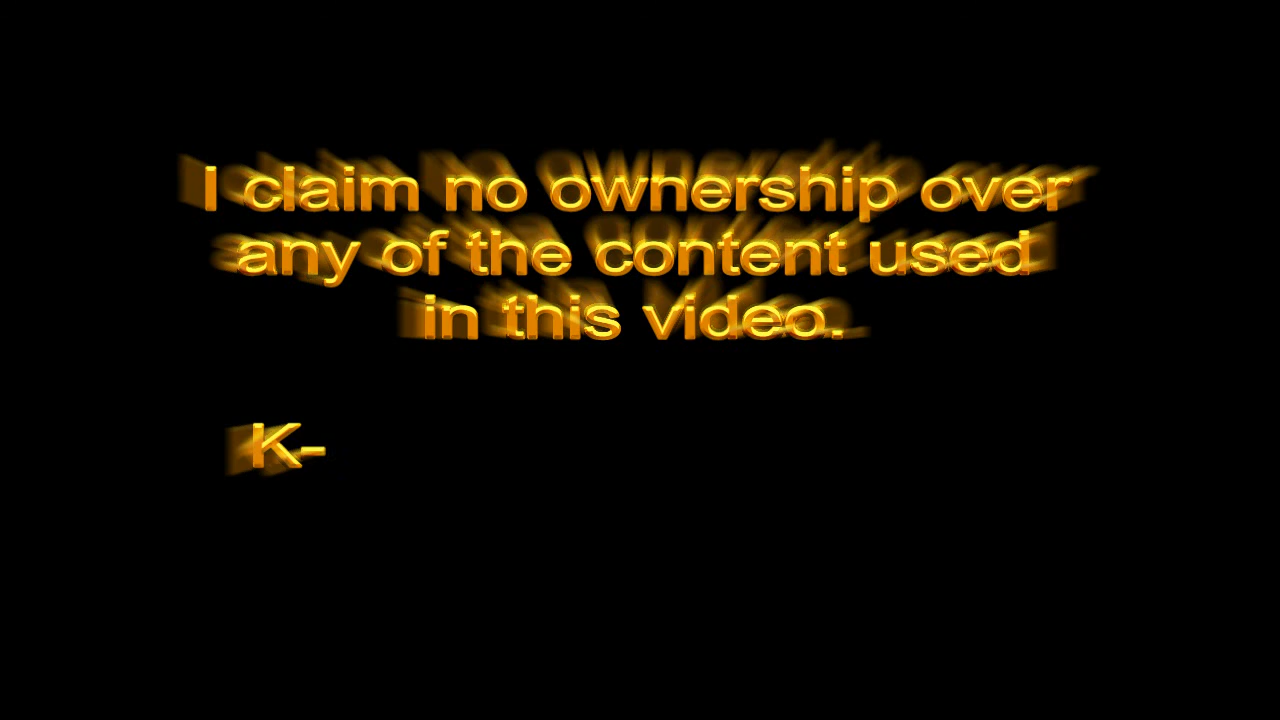 I claim no ownership over
any of the content used
in this video.
K-